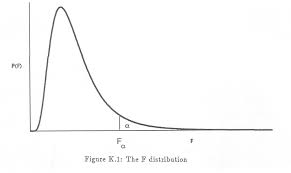 P(F)
α
Fα
F
Figure K.1: The F distribution